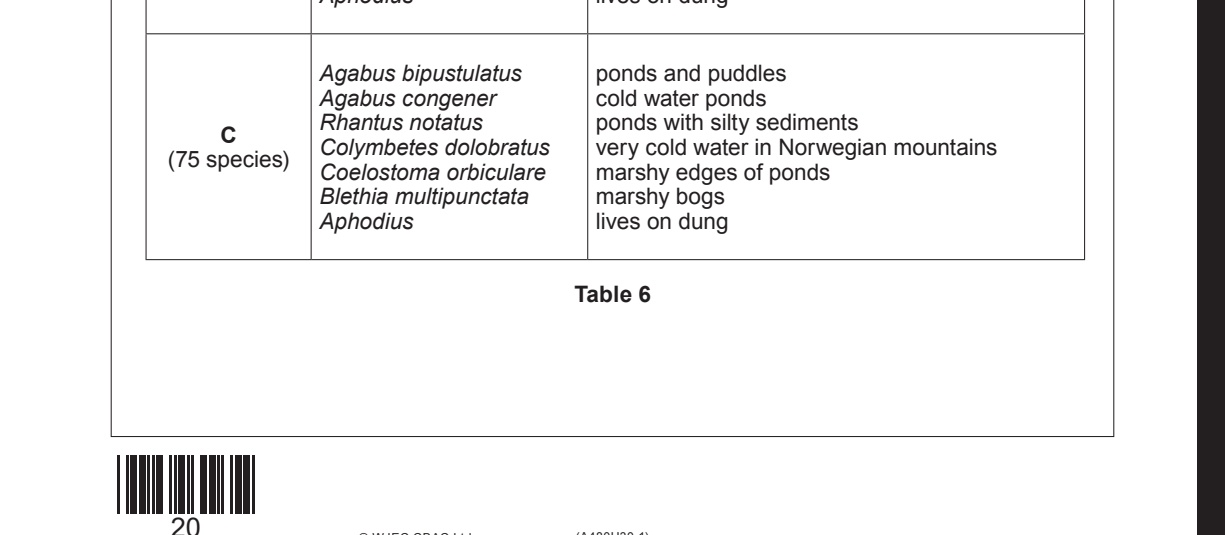 Aphodius lives on dung
C
(75 species)
Agabus bipustulatus ponds and puddles
Agabus congener cold water ponds
Rhantus notatus ponds with silty sediments
Colymbetes dolobratus very cold water in Norwegian mountains
Coelostoma orbiculare marshy edges of ponds
Blethia multipunctata marshy bogs
Aphodius lives on dung
Table 6
20